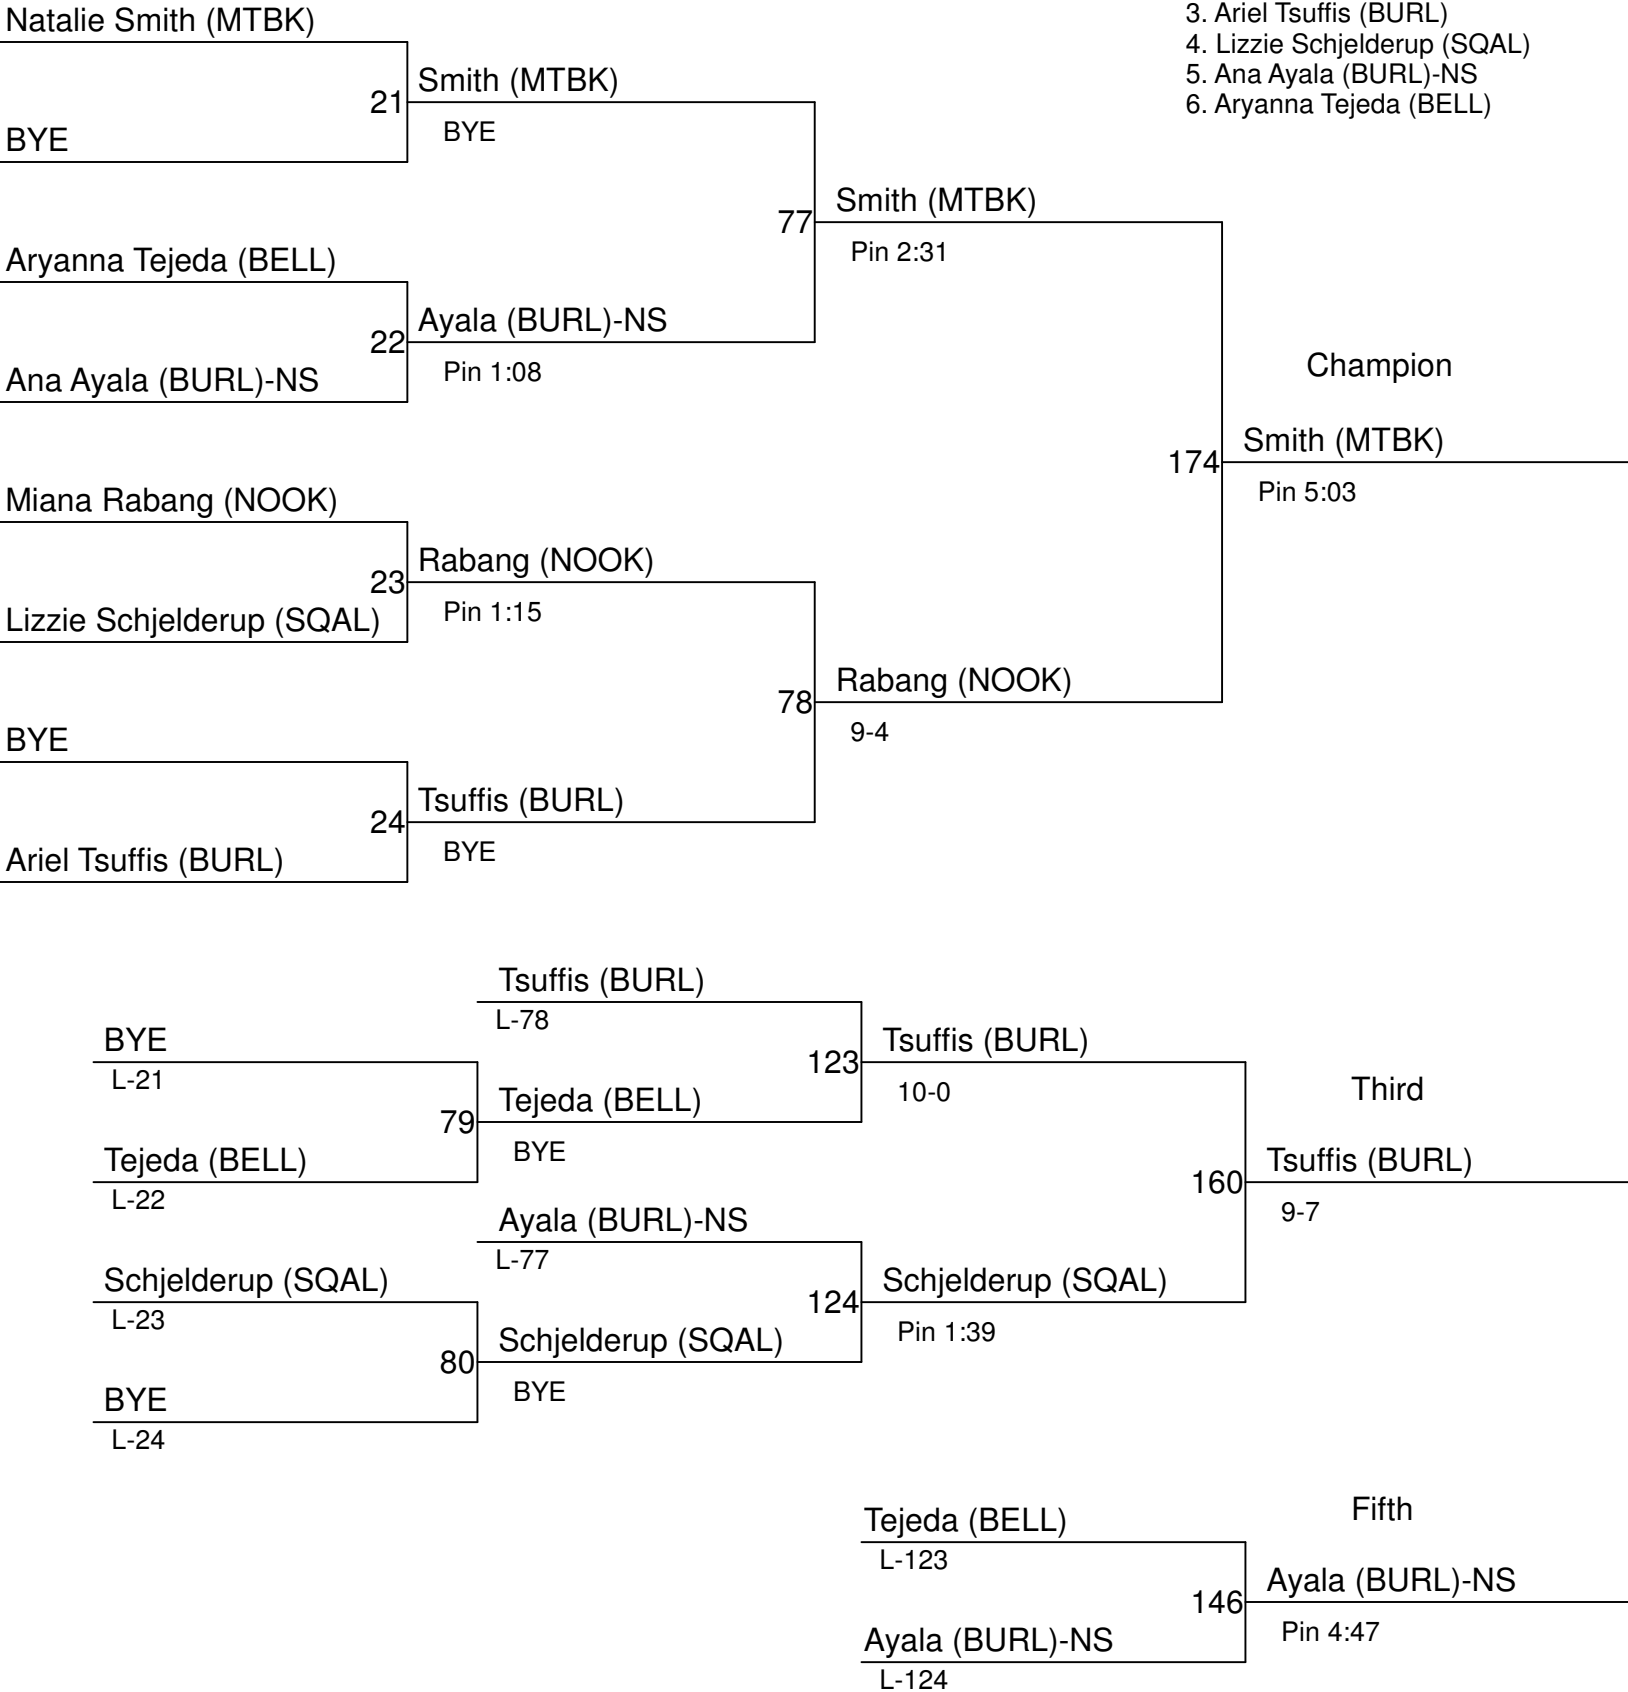 Natalie Smith (MTBK)
3. Ariel Tsuffis (BURL)
4. Lizzie Schjelderup (SQAL)
5. Ana Ayala (BURL)-NS
6. Aryanna Tejeda (BELL)
21
Smith (MTBK)
BYE
BYE
77
Smith (MTBK)
Pin 2:31
Aryanna Tejeda (BELL)
22
Ayala (BURL)-NS
Pin 1:08
Ana Ayala (BURL)-NS
Champion
174
Smith (MTBK)
Pin 5:03
Miana Rabang (NOOK)
23
Rabang (NOOK)
Pin 1:15
Lizzie Schjelderup (SQAL)
78
Rabang (NOOK)
9-4
BYE
24
Tsuffis (BURL)
BYE
Ariel Tsuffis (BURL)
Tsuffis (BURL)
L-78
BYE
L-21
123
Tsuffis (BURL)
10-0
79
Tejeda (BELL)
BYE
Tejeda (BELL)
L-22
Third
160
Tsuffis (BURL)
9-7
Ayala (BURL)-NS
L-77
Schjelderup (SQAL)
L-23
124
Schjelderup (SQAL)
Pin 1:39
80
Schjelderup (SQAL)
BYE
BYE
L-24
Fifth
Tejeda (BELL)
L-123
146
Ayala (BURL)-NS
Pin 4:47
Ayala (BURL)-NS
L-124